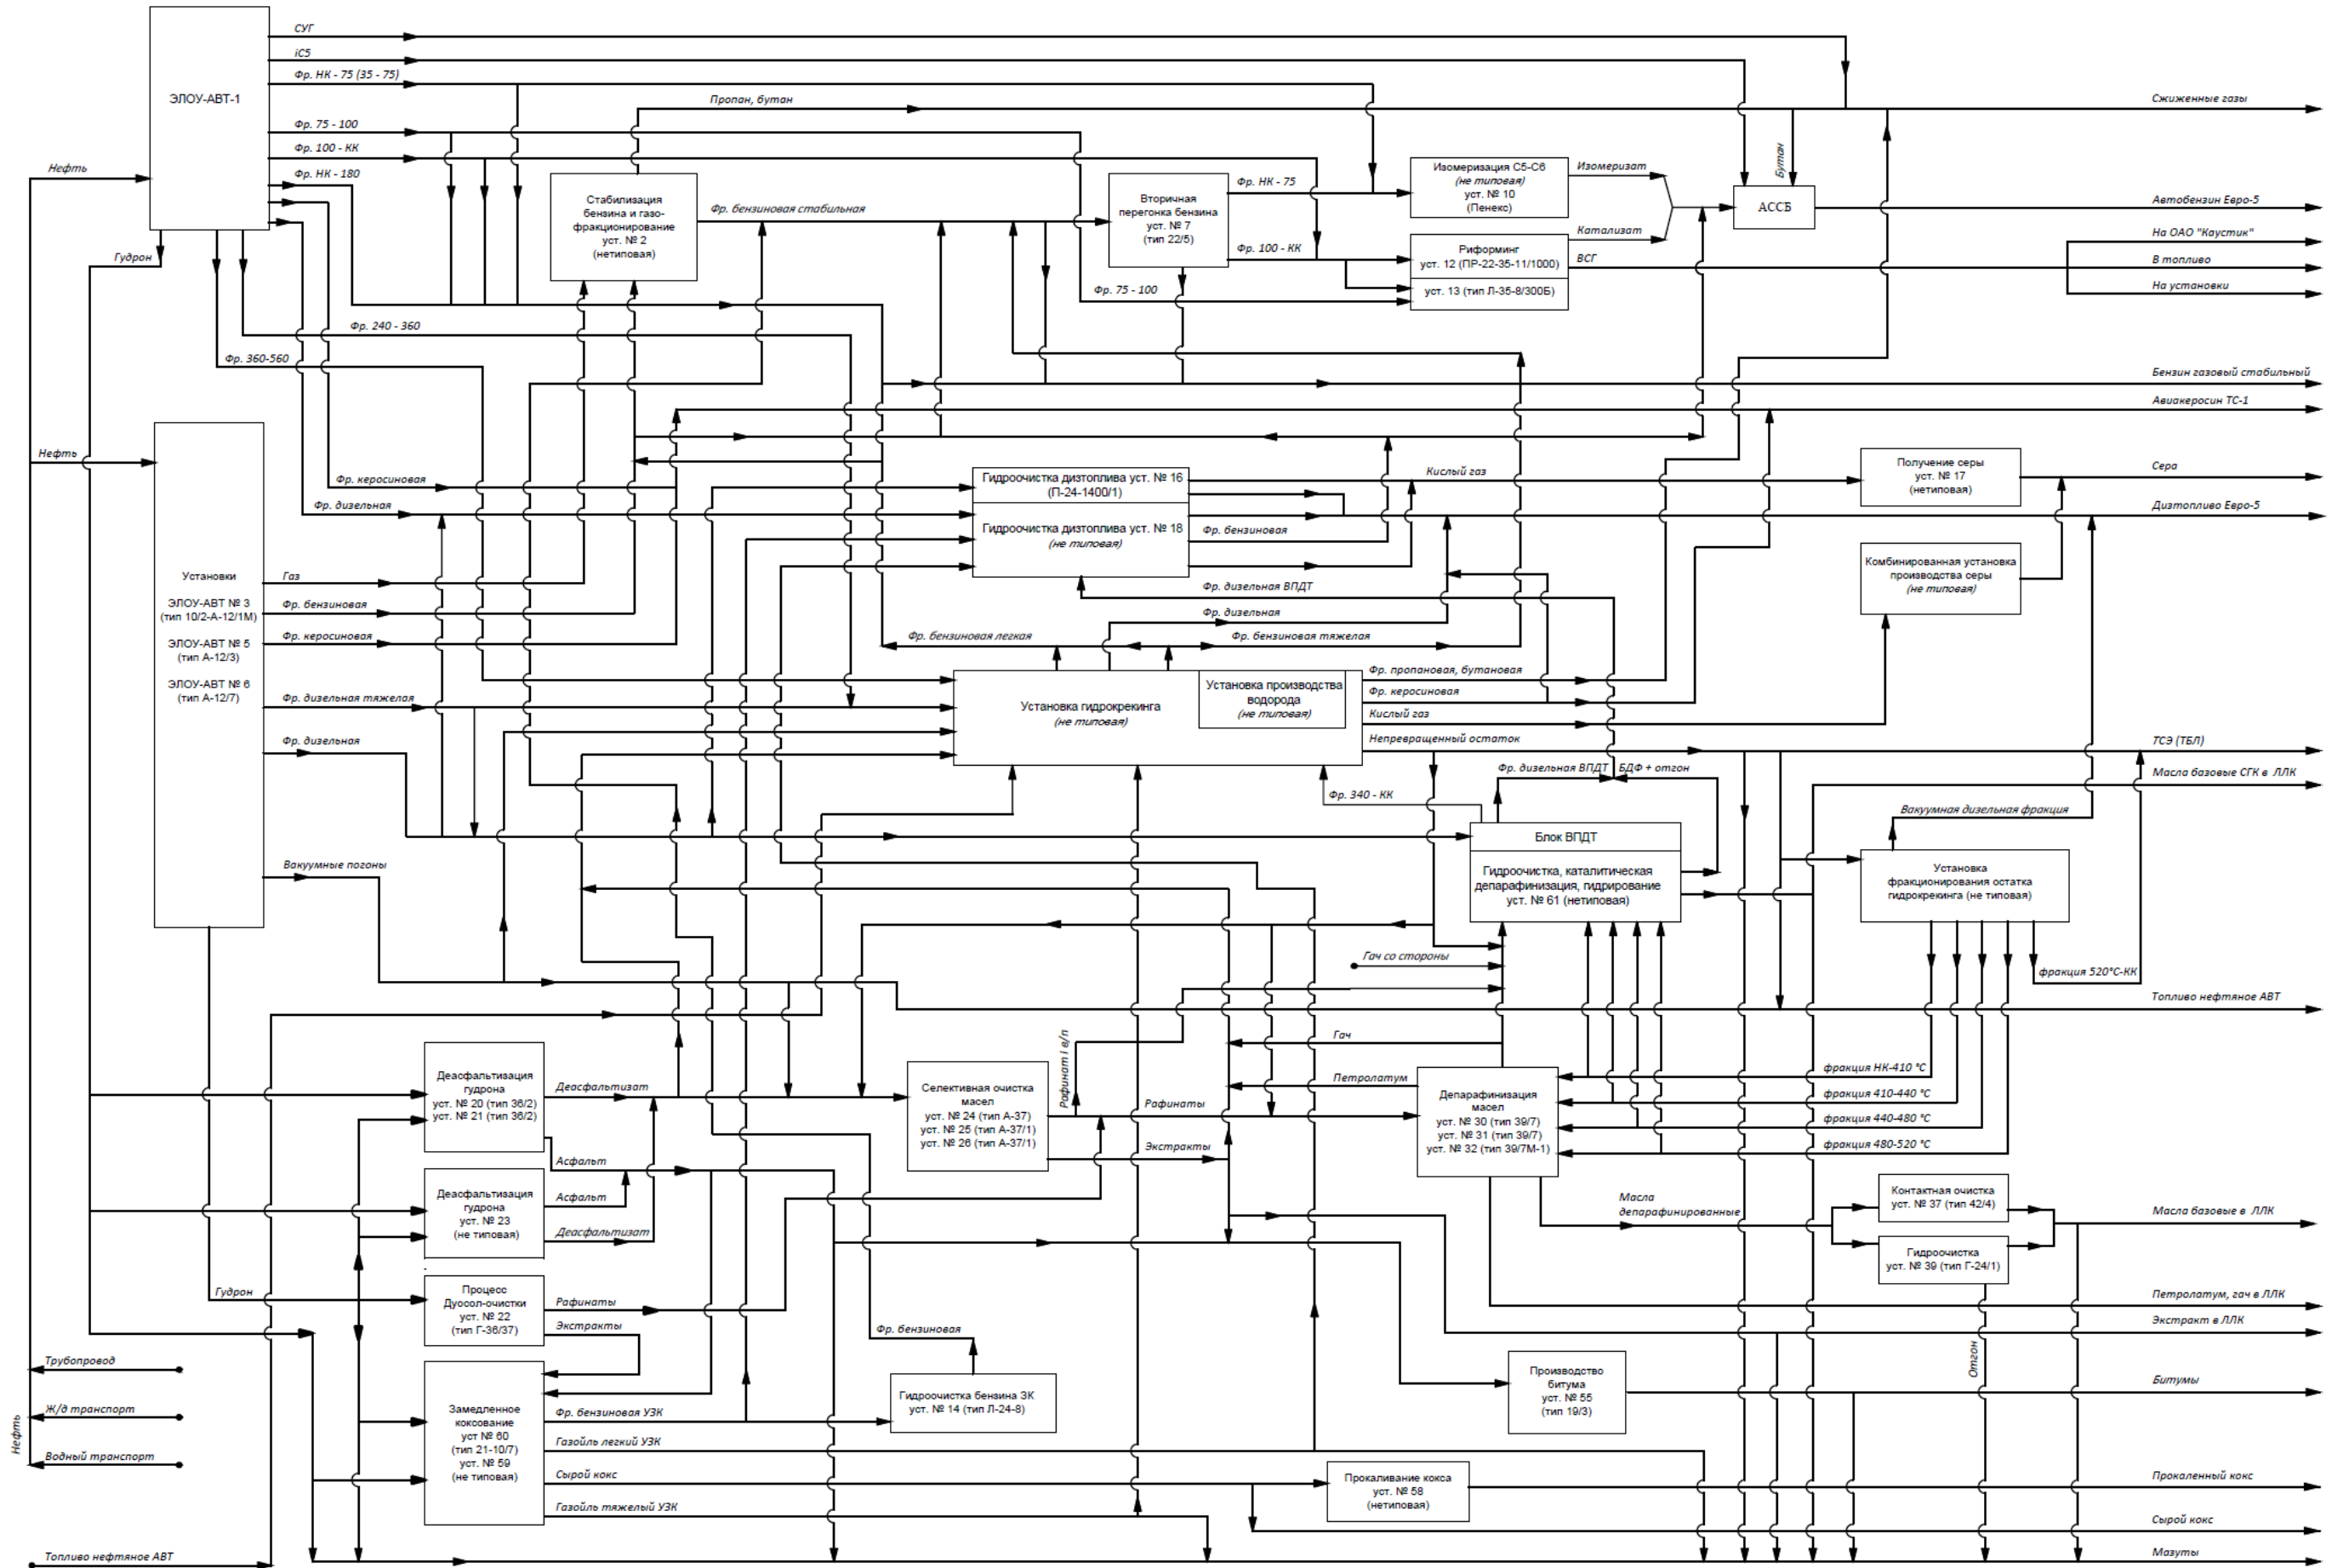 СУГ
iC5
Фр. НК - 75 (35 - 75)
ЭЛОУ-АВТ-1
Пропан, бутан
Сжиженные газы
Фр. 75 - 100
Фр. 100 - КК
Нефть
Фр. НК - 180
Стабилизация
бензина и газо-
фракционирование
уст. № 2
(нетиповая)
Фр. бензиновая стабильная
Вторичная
перегонка бензина
уст. № 7
(тип 22/5)
Фр. НК - 75
Фр. 100 - КК
Изомеризация С5-С6
(не типовая)
уст. № 10
(Пенекс)
Изомеризат
Бутан
АССБ
Автобензин Евро-5
Катализат
Риформинг
уст. 12 (ПР-22-35-11/1000)
уст. 13 (тип Л-35-8/300Б)
ВСГ
На ОАО "Каустик"
В топливо
На установки
Гудрон
Фр. 75 - 100
Фр. 240 - 360
Фр. 360-560
Бензин газовый стабильный
Авиакеросин ТС-1
Нефть
Фр. керосиновая
Фр. дизельная
Гидроочистка дизтоплива уст. № 16
(П-24-1400/1)
Гидроочистка дизтоплива уст. № 18
(не типовая)
Кислый газ
Фр. бензиновая
Получение серы
уст. № 17
(нетиповая)
Сера
Дизтопливо Евро-5
Комбинированная установка
производства серы
(не типовая)
Установки
ЭЛОУ-АВТ № 3
(тип 10/2-А-12/1М)
ЭЛОУ-АВТ № 5
(тип А-12/3)
ЭЛОУ-АВТ № 6
(тип А-12/7)
Газ
Фр. бензиновая
Фр. керосиновая
Фр. дизельная тяжелая
Фр. дизельная
Вакуумные погоны
Фр. дизельная ВПДТ
Фр. дизельная
Фр. бензиновая легкая
Фр. бензиновая тяжелая
Установка гидрокрекинга
(не типовая)
Установка производства
водорода
(не типовая)
Фр. пропановая, бутановая
Фр. керосиновая
Кислый газ
Непревращенный остаток
ТСЭ (ТБЛ)
Фр. дизельная ВПДТ
БДФ + отгон
Масла базовые СГК в ЛЛК
Фр. 340 - КК
Вакуумная дизельная фракция
Блок ВПДТ
Гидроочистка, каталитическая
депарафинизация, гидрирование
уст. № 61 (нетиповая)
Установка
фракционирования остатка
гидрокрекинга (не типовая)
Гач со стороны
фракция 520°С-КК
Топливо нефтяное АВТ
Деасфальтизация
гудрона
уст. № 20 (тип 36/2)
уст. № 21 (тип 36/2)
Деасфальтизат
Селективная очистка
масел
уст. № 24 (тип А-37)
уст. № 25 (тип А-37/1)
уст. № 26 (тип А-37/1)
Рафинат I в/п
Гач
Петролатум
Рафинаты
Экстракты
Депарафинизация
масел
уст. № 30 (тип 39/7)
уст. № 31 (тип 39/7)
уст. № 32 (тип 39/7М-1)
фракция НК-410 °С
фракция 410-440 °С
фракция 440-480 °С
фракция 480-520 °С
Асфальт
Деасфальтизация
гудрона
уст. № 23
(не типовая)
Асфальт
Деасфальтизат
Масла
депарафинированные
Контактная очистка
уст. № 37 (тип 42/4)
Гидроочистка
уст. № 39 (тип Г-24/1)
Масла базовые в ЛЛК
Гудрон
Процесс
Дуосол-очистки
уст. № 22
(тип Г-36/37)
Рафинаты
Экстракты
Фр. бензиновая
Петролатум, гач в ЛЛК
Экстракт в ЛЛК
Отгон
Трубопровод
Ж/д транспорт
Водный транспорт
Нефть
Замедленное
коксование
уст № 60
(тип 21-10/7)
уст. № 59
(не типовая)
Фр. бензиновая УЗК
Газойль легкий УЗК
Сырой кокс
Газойль тяжелый УЗК
Гидроочистка бензина ЗК
уст. № 14 (тип Л-24-8)
Производство
битума
уст. № 55
(тип 19/3)
Битумы
Прокаливание кокса
уст. № 58
(нетиповая)
Прокаленный кокс
Сырой кокс
Топливо нефтяное АВТ
Мазуты